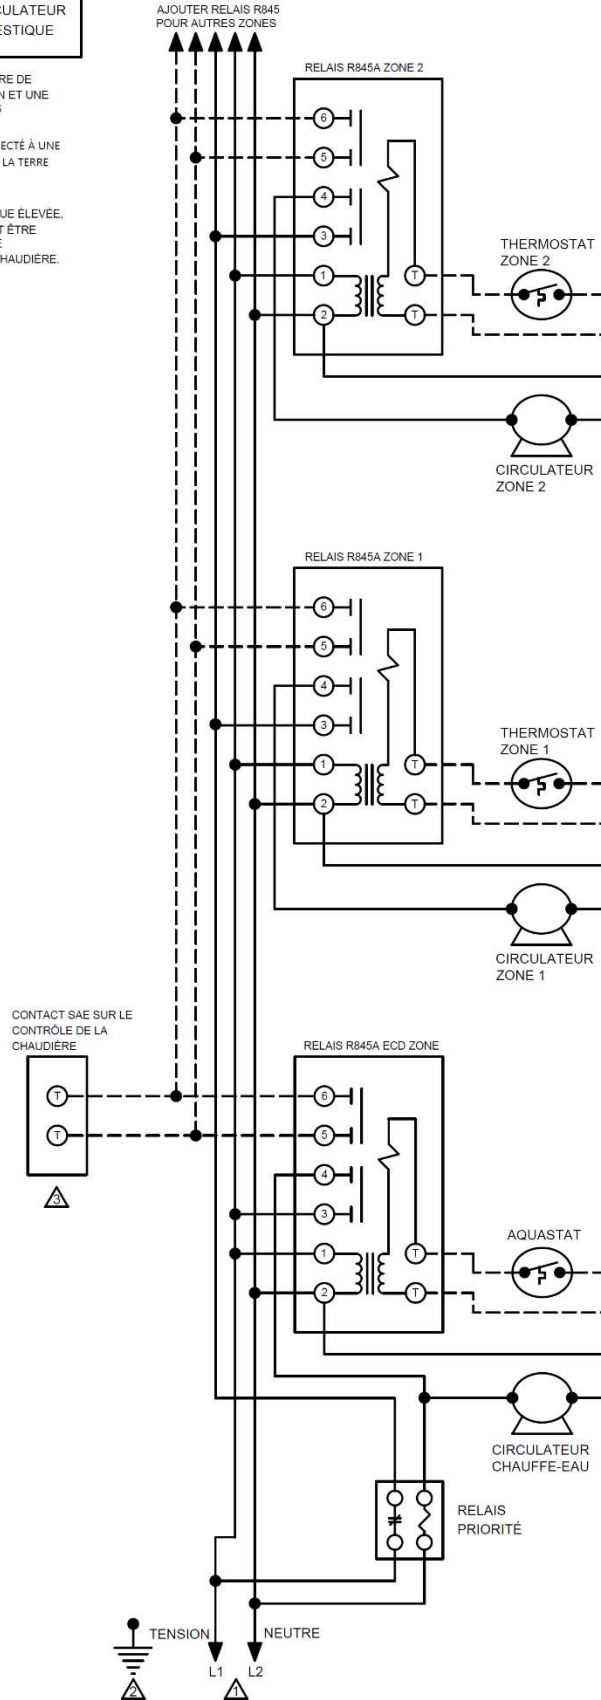 CULATEUR
ESTIQUE
RE DE
N ET UNE
ECTÉ À UNE
LA TERRE
UE ÉLEVÉE,
T ÊTRE
E
HAUDIÈRE.
AJOUTER RELAIS R845
POUR AUTRES ZONES
RELAIS R845A ZONE 2
6
5
4
3
1
T
2
T
THERMOSTAT
ZONE 2
CIRCULATEUR
ZONE 2
RELAIS R845A ZONE 1
6
5
4
3
1
T
2
T
THERMOSTAT
ZONE 1
CIRCULATEUR
ZONE 1
CONTACT SAE SUR LE
CONTRÔLE DE LA
CHAUDIÈRE
T
T
3
RELAIS R845A ECD ZONE
6
5
4
3
1
T
2
T
AQUASTAT
CIRCULATEUR
CHAUFFE-EAU
RELAIS
PRIORITÉ
TENSION
NEUTRE
L1
L2
2
1